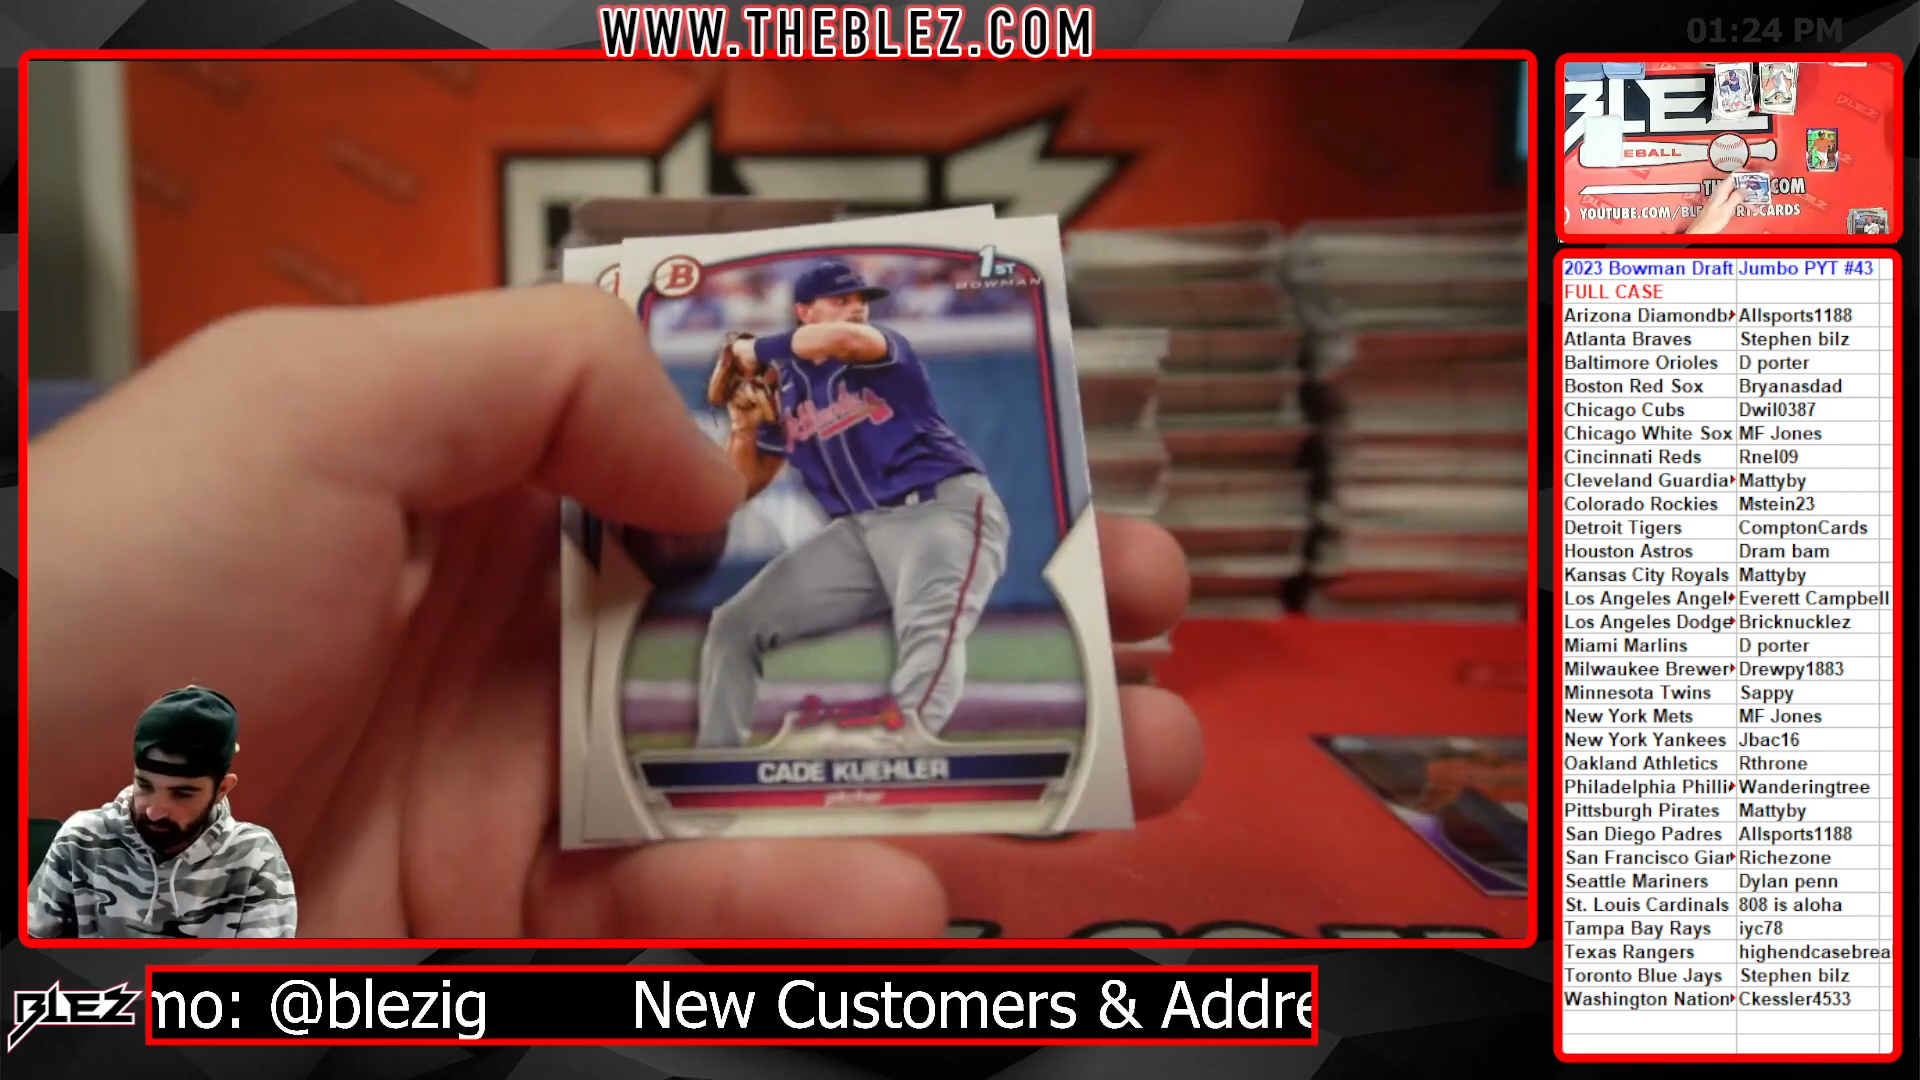 WWW.THEBLEZ.COM
01:24 PM
BLEZ
EBALL
COM
YOUTUBE.COM/
CARDS
B
1ST
BOWMAN
CADE KUEHLER
pitcher
2023 Bowman Draft Jumbo PYT #43
FULL CASE
Arizona Diamondb Allsports1188
Atlanta Braves Stephen bilz
Baltimore Orioles D porter
Boston Red Sox Bryanasdad
Chicago Cubs Dwil0387
Chicago White Sox MF Jones
Cincinnati Reds Rnel09
Cleveland Guardia Mattyby
Colorado Rockies Mstein23
Detroit Tigers ComptonCards
Houston Astros Dram bam
Kansas City Royals Mattyby
Los Angeles Angel Everett Campbell
Los Angeles Dodge Bricknucklez
Miami Marlins D porter
Milwaukee Brewer Drewpy1883
Minnesota Twins Sappy
New York Mets MF Jones
New York Yankees Jbac16
Oakland Athletics Rthrone
Philadelphia Philli Wanderingtree
Pittsburgh Pirates Mattyby
San Diego Padres Allsports1188
San Francisco Giar Richezone
Seattle Mariners Dylan penn
St. Louis Cardinals 808 is aloha
Tampa Bay Rays iyc78
Texas Rangers highendcasebrea
Toronto Blue Jays Stephen bilz
Washington Nation Ckessler4533
BLEZ
mo: @blezig New Customers & Addre